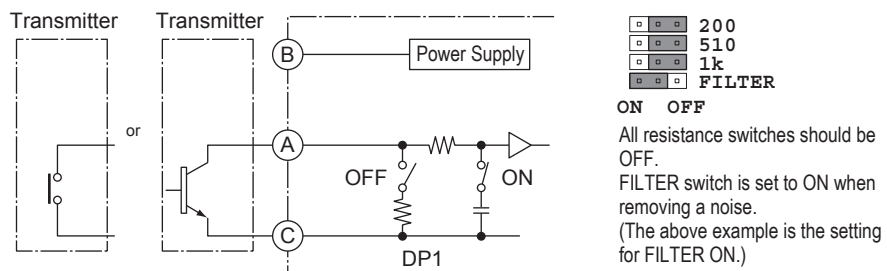 Transmitter
Transmitter
or
B
Power Supply
A
OFF
ON
C
DP1
200
510
1k
FILTER
ON OFF
All resistance switches should be
OFF.
FILTER switch is set to ON when
removing a noise.
(The above example is the setting
for FILTER ON.)